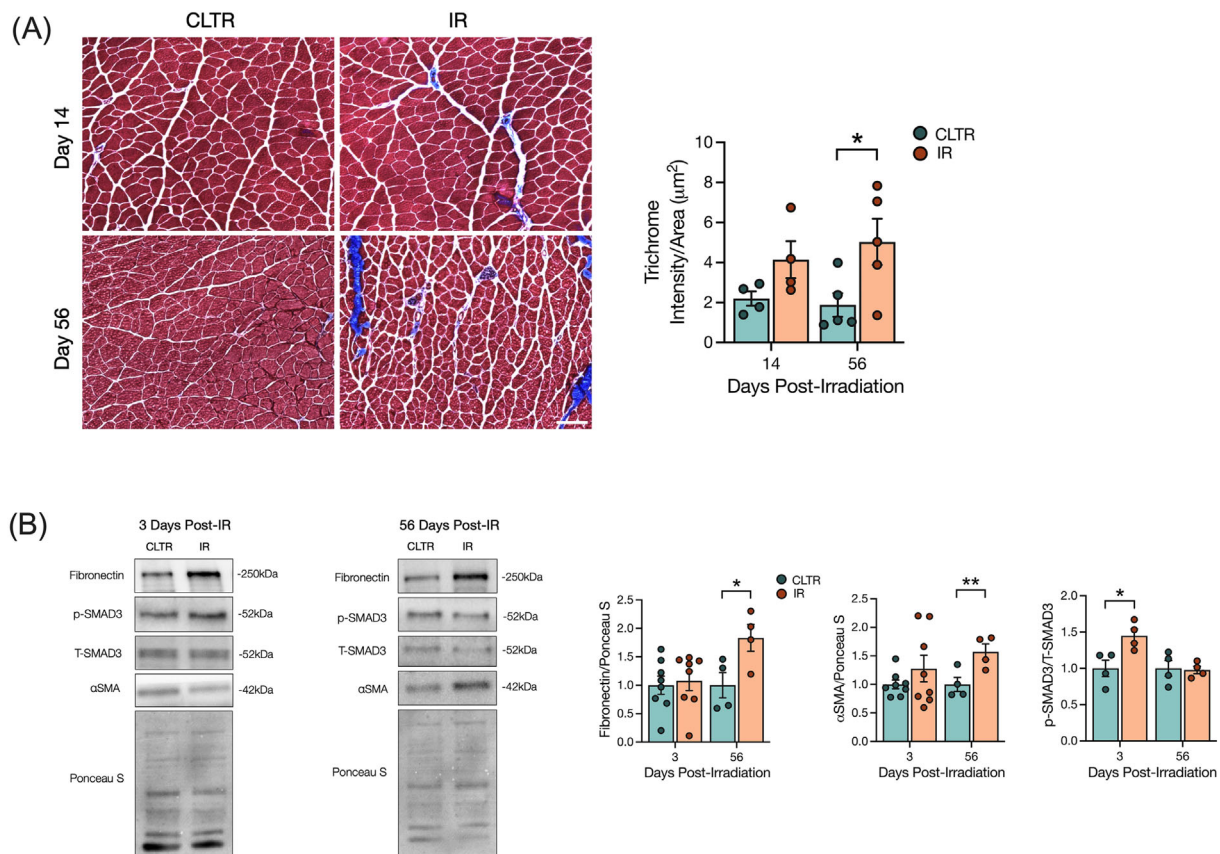 (A)
CLTR
IR
Day 14
Day 56
10
8
6
4
2
0
Trichrome
Intensity/Area (μm²)
*
CLTR
IR
14
56
Days Post-Irradiation
(B)
3 Days Post-IR
CLTR
IR
Fibronectin
-250kDa
p-SMAD3
-52kDa
T-SMAD3
-52kDa
αSMA
-42kDa
Ponceau S
56 Days Post-IR
CLTR
IR
Fibronectin
-250kDa
p-SMAD3
-52kDa
T-SMAD3
-52kDa
αSMA
-42kDa
Ponceau S
Fibronectin/Ponceau S
2.5
2.0
1.5
1.0
0.5
0.0
*
CLTR
IR
3
56
Days Post-Irradiation
αSMA/Ponceau S
2.5
2.0
1.5
1.0
0.5
0.0
**
3
56
Days Post-Irradiation
p-SMAD3/T-SMAD3
2.0
1.5
1.0
0.5
0.0
*
3
56
Days Post-Irradiation